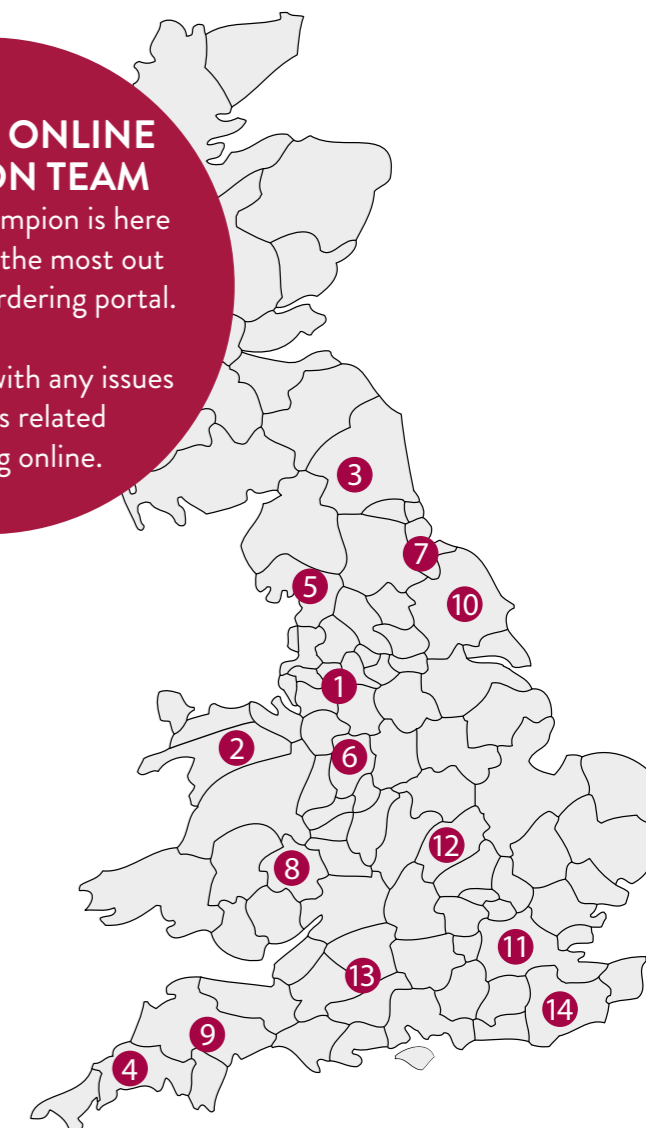 ONLINE
ON TEAM
mpion is here
the most out
rdering portal.
with any issues
s related
g online.
3
7
5
10
1
2
6
12
8
11
13
14
9
4